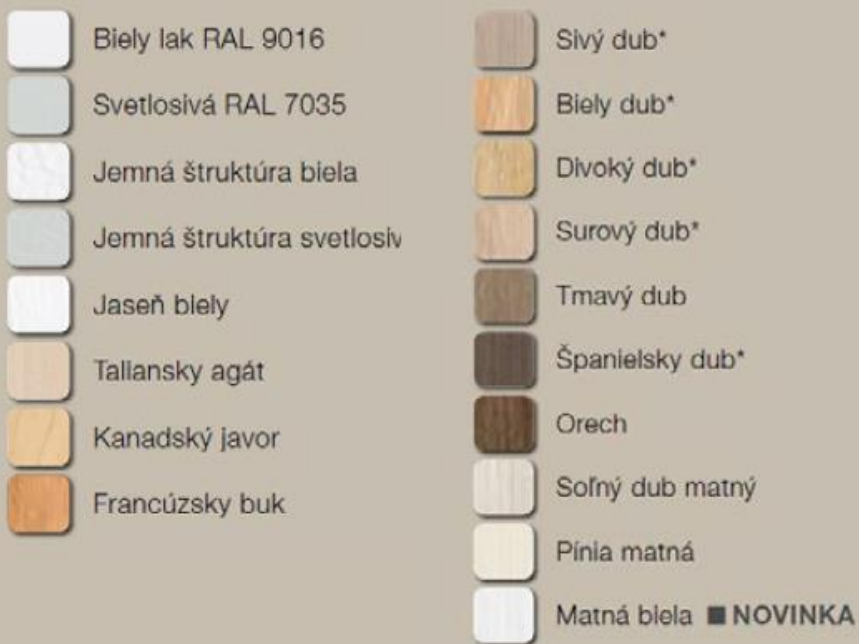 Biely lak RAL 9016
Svetlosivá RAL 7035
Jemná štruktúra biela
Jemná štruktúra svetlosiv
Jaseň biely
Taliansky agát
Kanadský javor
Francúzsky buk
Sivý dub*
Biely dub*
Divoký dub*
Surový dub*
Tmavý dub
Španielsky dub*
Orech
Soľný dub matný
Pínia matná
Matná biela ■ NOVINKA